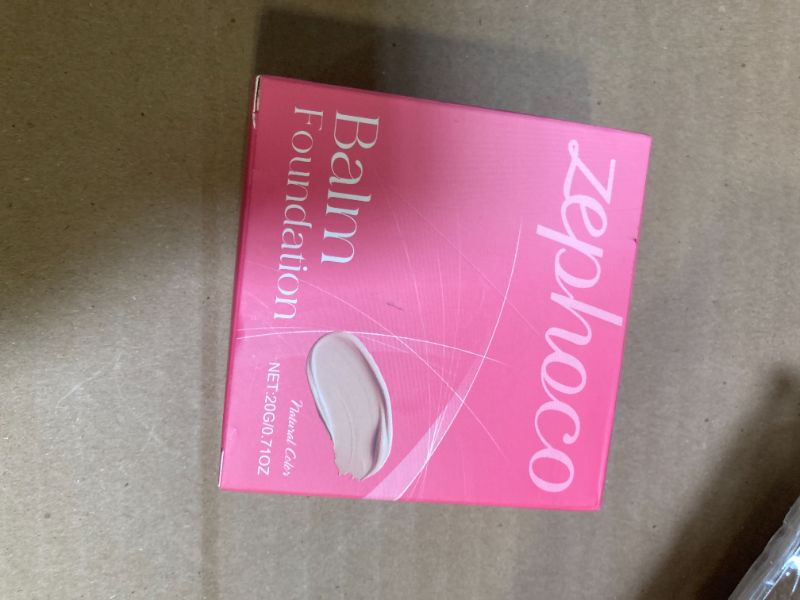 zephoco
Balm
Foundation
Natural Color
NET:20G/0.71OZ